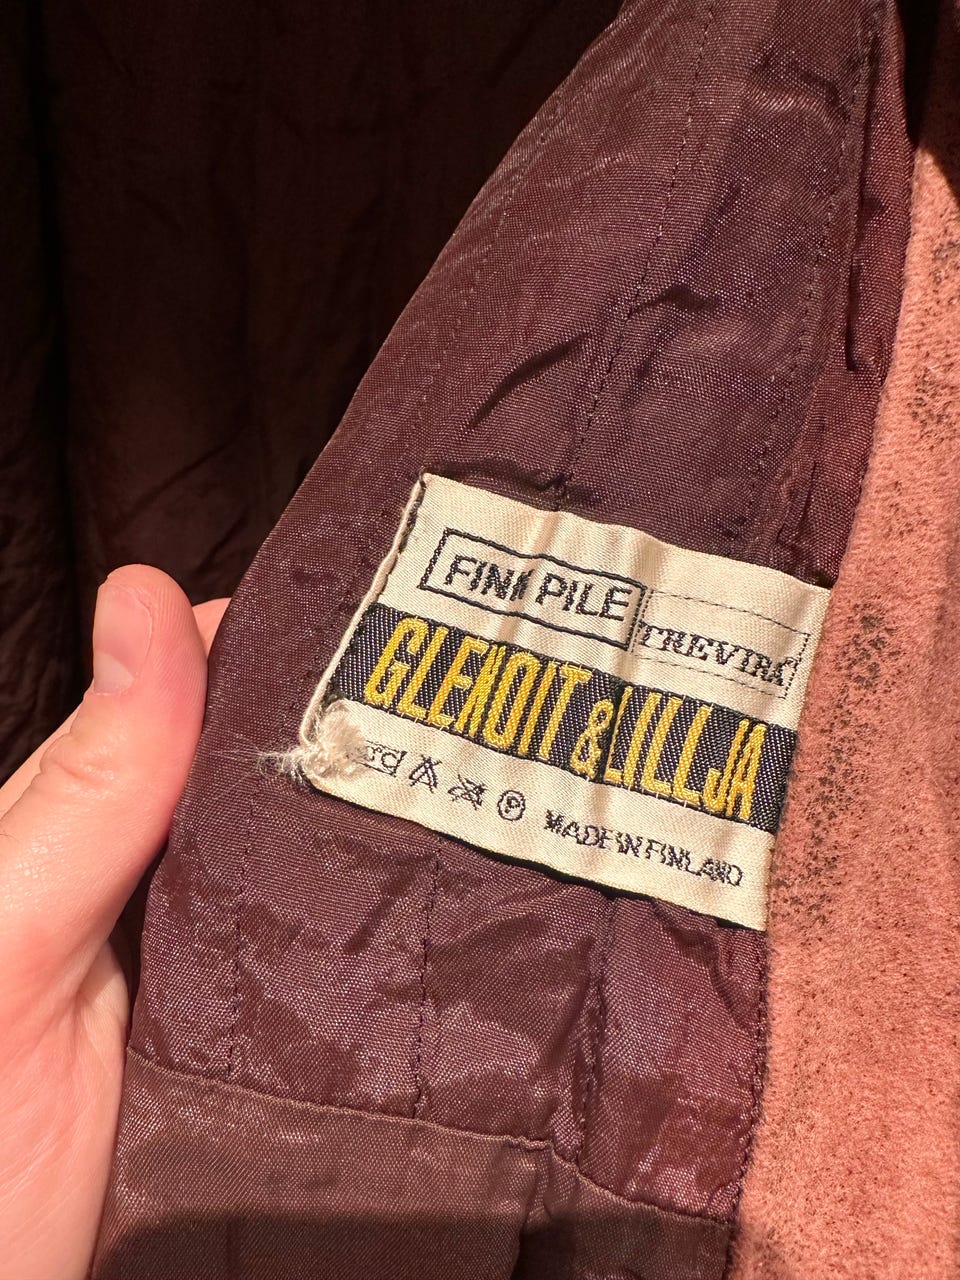 FINN PILE
TREVIRA
GLENOIT & LILLJA
P MADE IN FINLAND